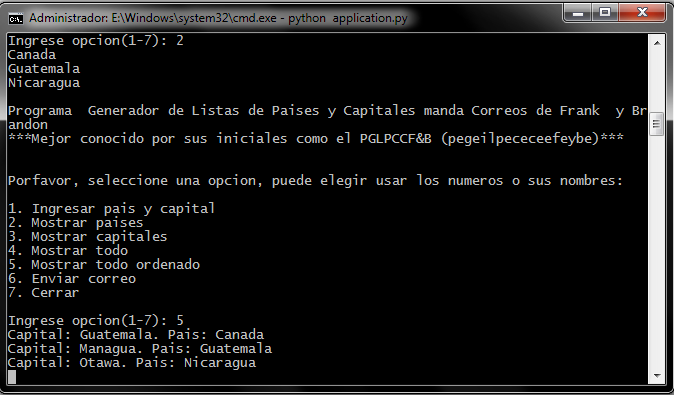 Administrador: E:\Windows\system32\cmd.exe - python  application.py
Ingrese opcion(1-7): 2
Canada
Guatemala
Nicaragua
Programa  Generador de Listas de Paises y Capitales manda Correos de Frank  y Br
andon
***Mejor conocido por sus iniciales como el PGLPCCF&B (pegeilpececeefeybe)***
Porfavor, seleccione una opcion, puede elegir usar los numeros o sus nombres:
1. Ingresar pais y capital
2. Mostrar paises
3. Mostrar capitales
4. Mostrar todo
5. Mostrar todo ordenado
6. Enviar correo
7. Cerrar
Ingrese opcion(1-7): 5
Capital: Guatemala. Pais: Canada
Capital: Managua. Pais: Guatemala
Capital: Otawa. Pais: Nicaragua